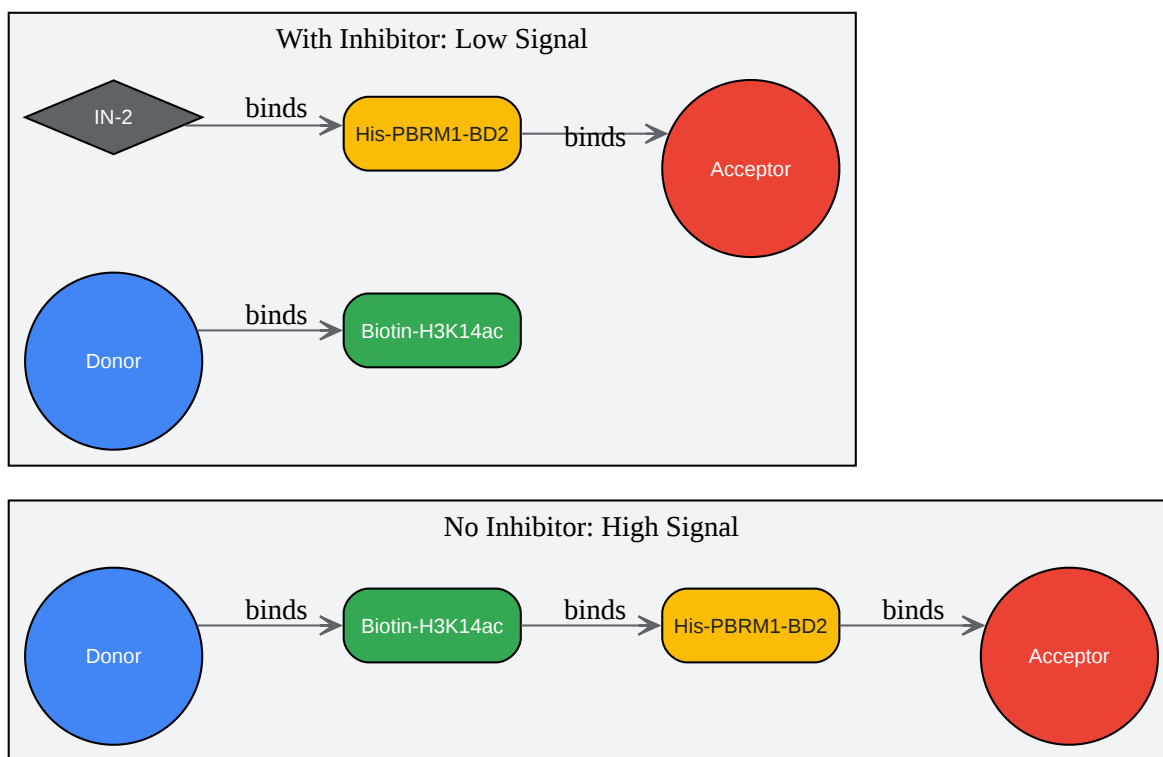 With Inhibitor: Low Signal
IN-2
binds
His-PBRM1-BD2
binds
Acceptor
Donor
binds
Biotin-H3K14ac
No Inhibitor: High Signal
Donor
binds
Biotin-H3K14ac
binds
His-PBRM1-BD2
binds
Acceptor